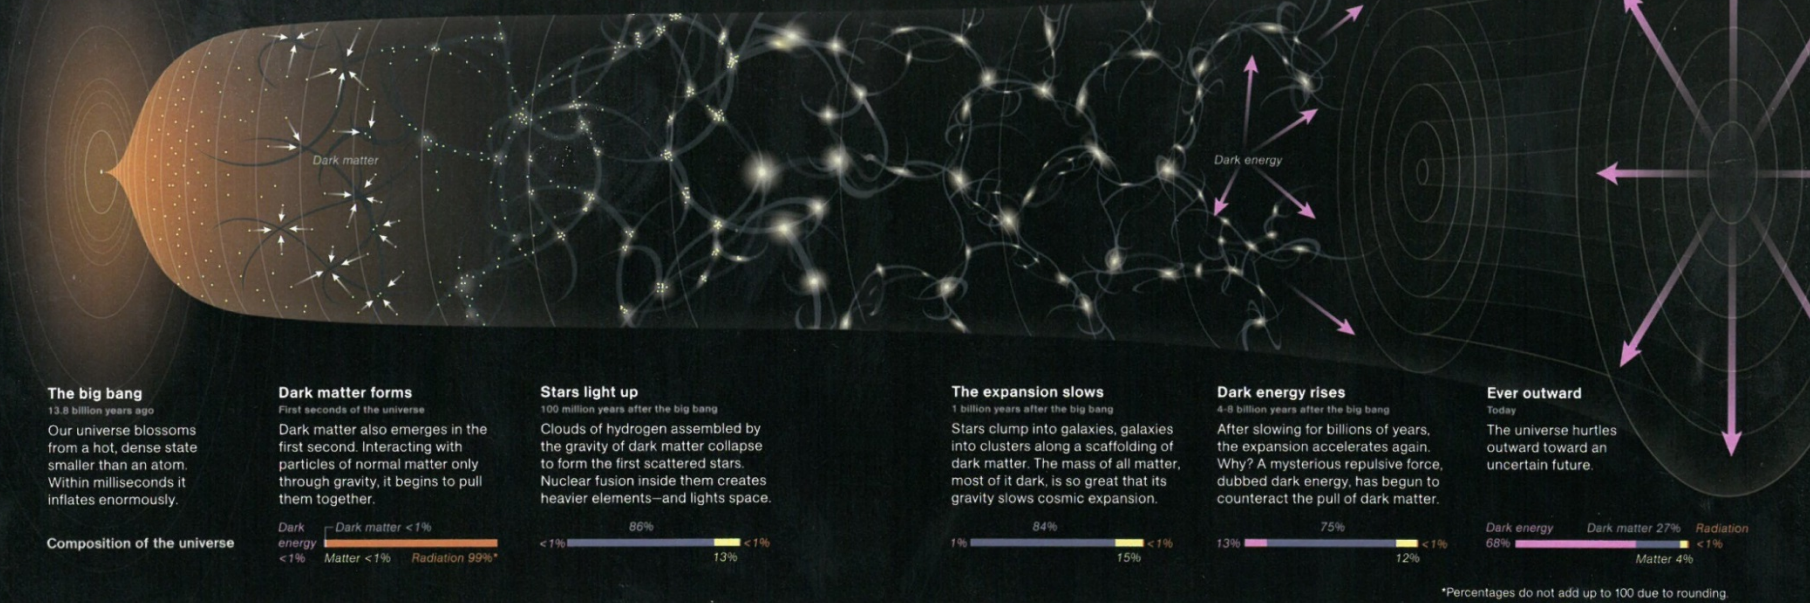 Dark matter
Dark energy
The big bang
13.8 billion years ago
Our universe blossoms
from a hot, dense state
smaller than an atom.
Within milliseconds it
inflates enormously.
Dark matter forms
First seconds of the universe
Dark matter also emerges in the
first second. Interacting with
particles of normal matter only
through gravity, it begins to pull
them together.
Stars light up
100 million years after the big bang
Clouds of hydrogen assembled by
the gravity of dark matter collapse
to form the first scattered stars.
Nuclear fusion inside them creates
heavier elements—and lights space.
The expansion slows
1 billion years after the big bang
Stars clump into galaxies, galaxies
into clusters along a scaffolding of
dark matter. The mass of all matter,
most of it dark, is so great that its
gravity slows cosmic expansion.
Dark energy rises
4-8 billion years after the big bang
After slowing for billions of years,
the expansion accelerates again.
Why? A mysterious repulsive force,
dubbed dark energy, has begun to
counteract the pull of dark matter.
Ever outward
Today
The universe hurtles
outward toward an
uncertain future.
Composition of the universe
Dark
energy
<1%
Dark matter <1%
Matter <1%
Radiation 99%*
86%
<1%
<1%
13%
84%
1%
<1%
15%
75%
13%
<1%
12%
Dark energy
68%
Dark matter 27%
Radiation
<1%
Matter 4%
*Percentages do not add up to 100 due to rounding.